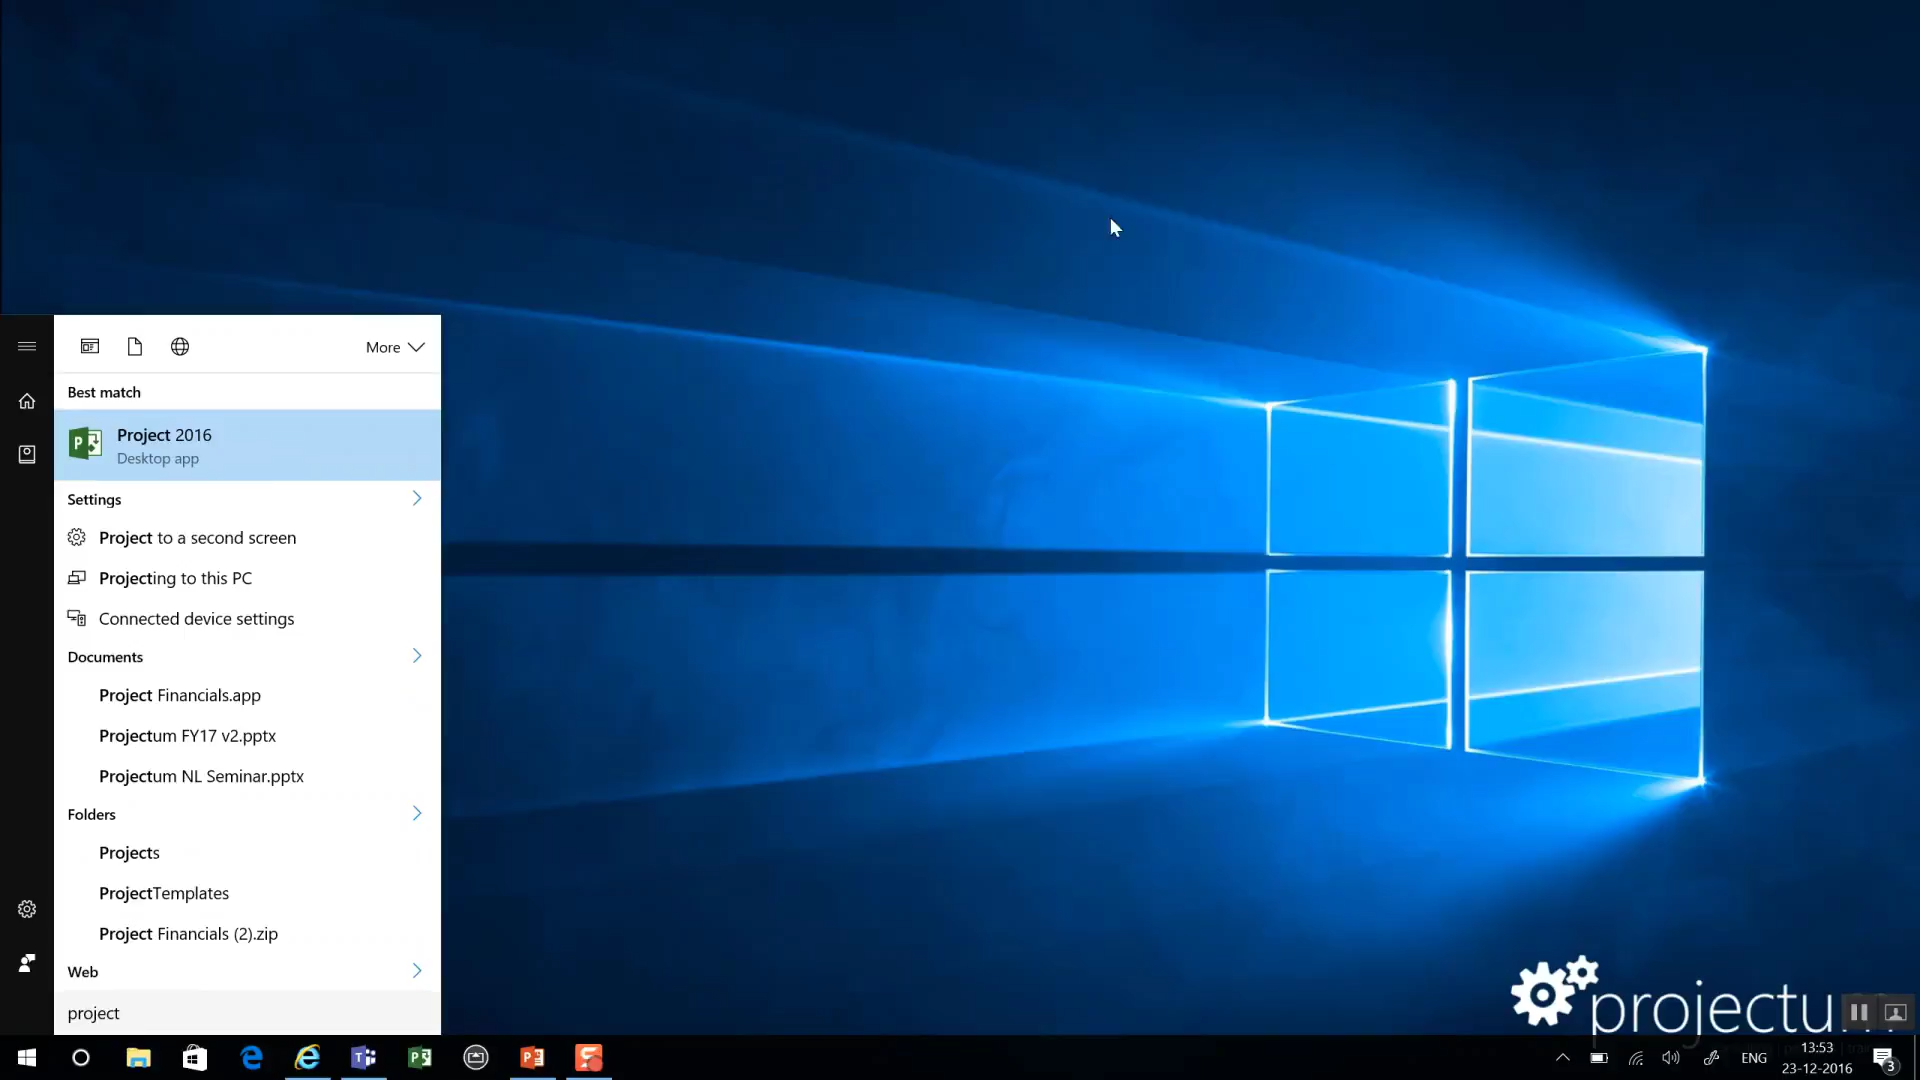 More
Best match
Project 2016
Desktop app
Settings
Project to a second screen
Projecting to this PC
Connected device settings
Documents
Project Financials.app
Projectum FY17 v2.pptx
Projectum NL Seminar.pptx
Folders
Projects
ProjectTemplates
Project Financials (2).zip
Web
project
projectum
ENG
13:53
23-12-2016
3